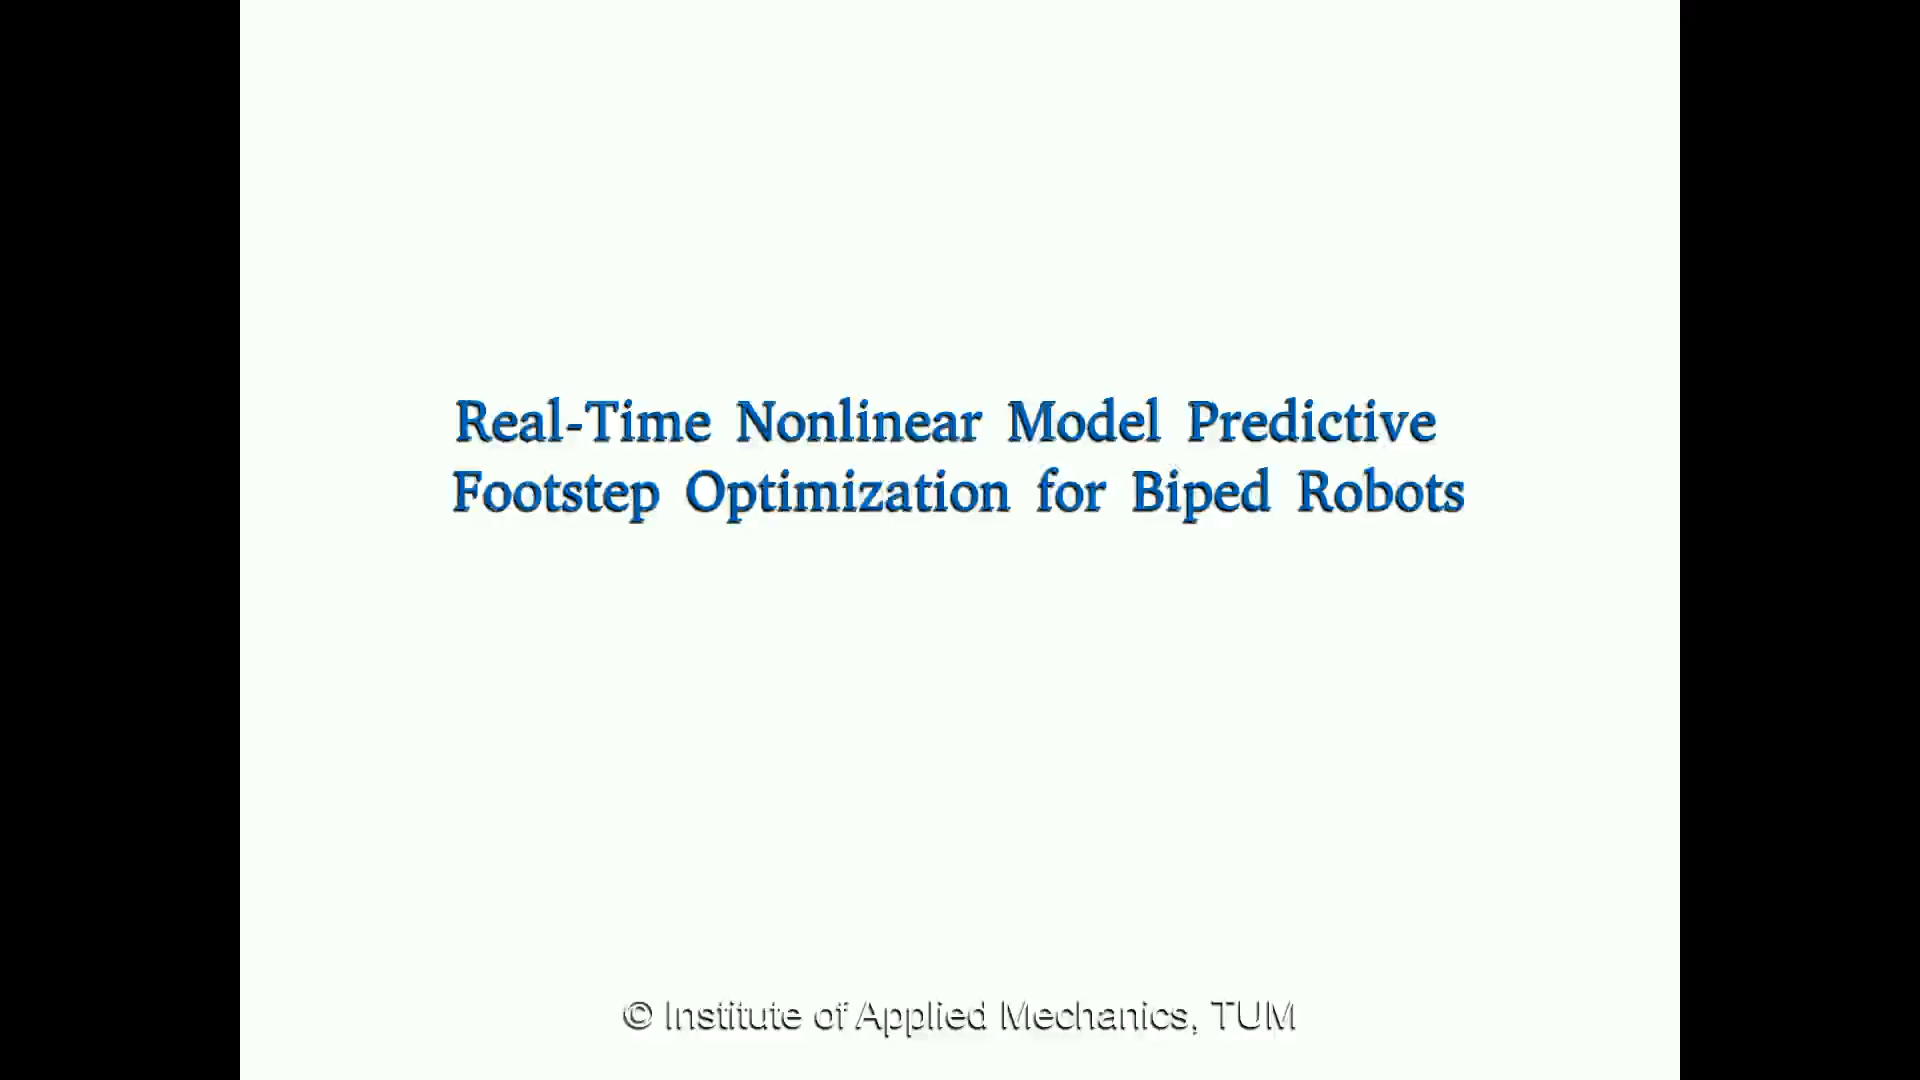 Real-Time Nonlinear Model Predictive
Footstep Optimization for Biped Robots
© Institute of Applied Mechanics, TUM